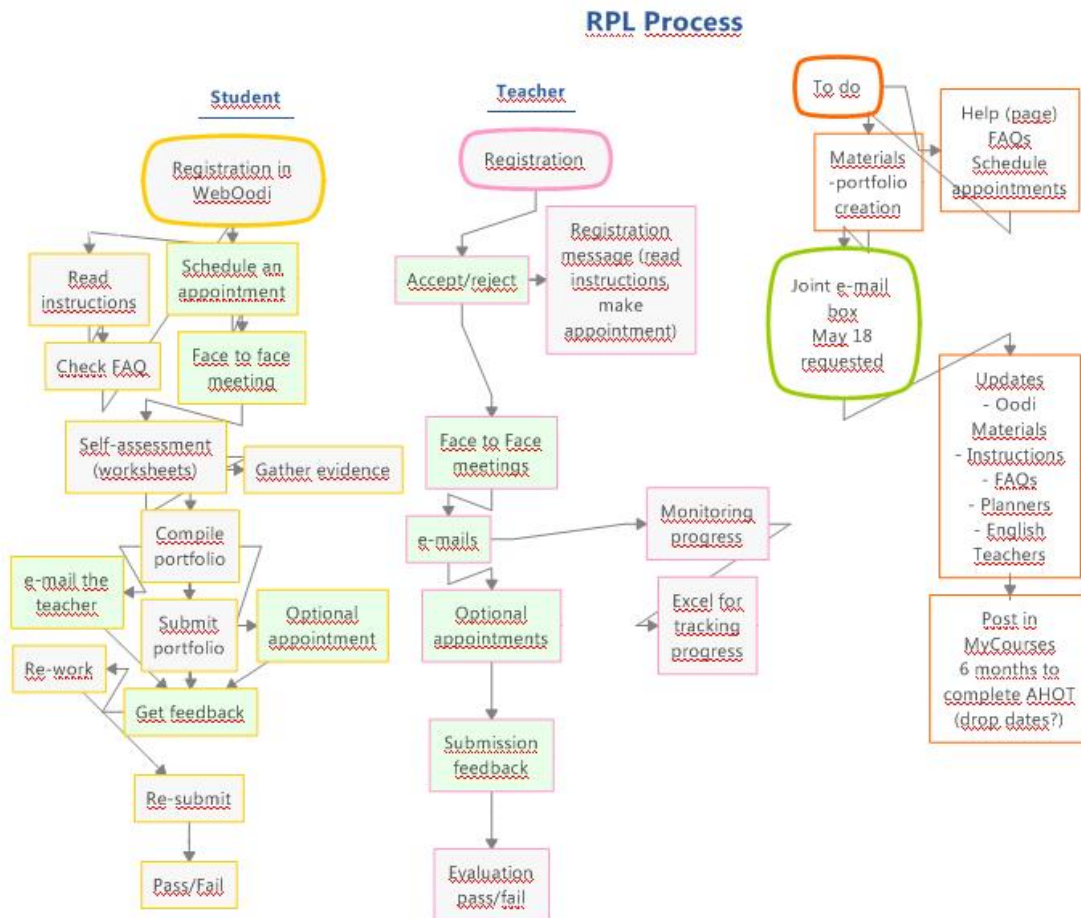 RPL Process
Student
Registration in
WebOodi
Read
instructions
Schedule an
appointment
Check FAQ
Face to face
meeting
Self-assessment
(worksheets)
Gather evidence
Compile
portfolio
e-mail the
teacher
Submit
portfolio
Optional
appointment
Re-work
Get feedback
Re-submit
Pass/Fail
Teacher
Registration
Accept/reject
Registration
message (read
instructions,
make
appointment)
Face to Face
meetings
e-mails
Monitoring
progress
Optional
appointments
Excel for
tracking
progress
Submission
feedback
Evaluation
pass/fail
To do
Materials
-portfolio
creation
Help (page)
FAQs
Schedule
appointments
Joint e-mail
box
May 18
requested
Updates
- Oodi
Materials
- Instructions
- FAQs
- Planners
- English
Teachers
Post in
MyCourses
6 months to
complete AHOT
(drop dates?)